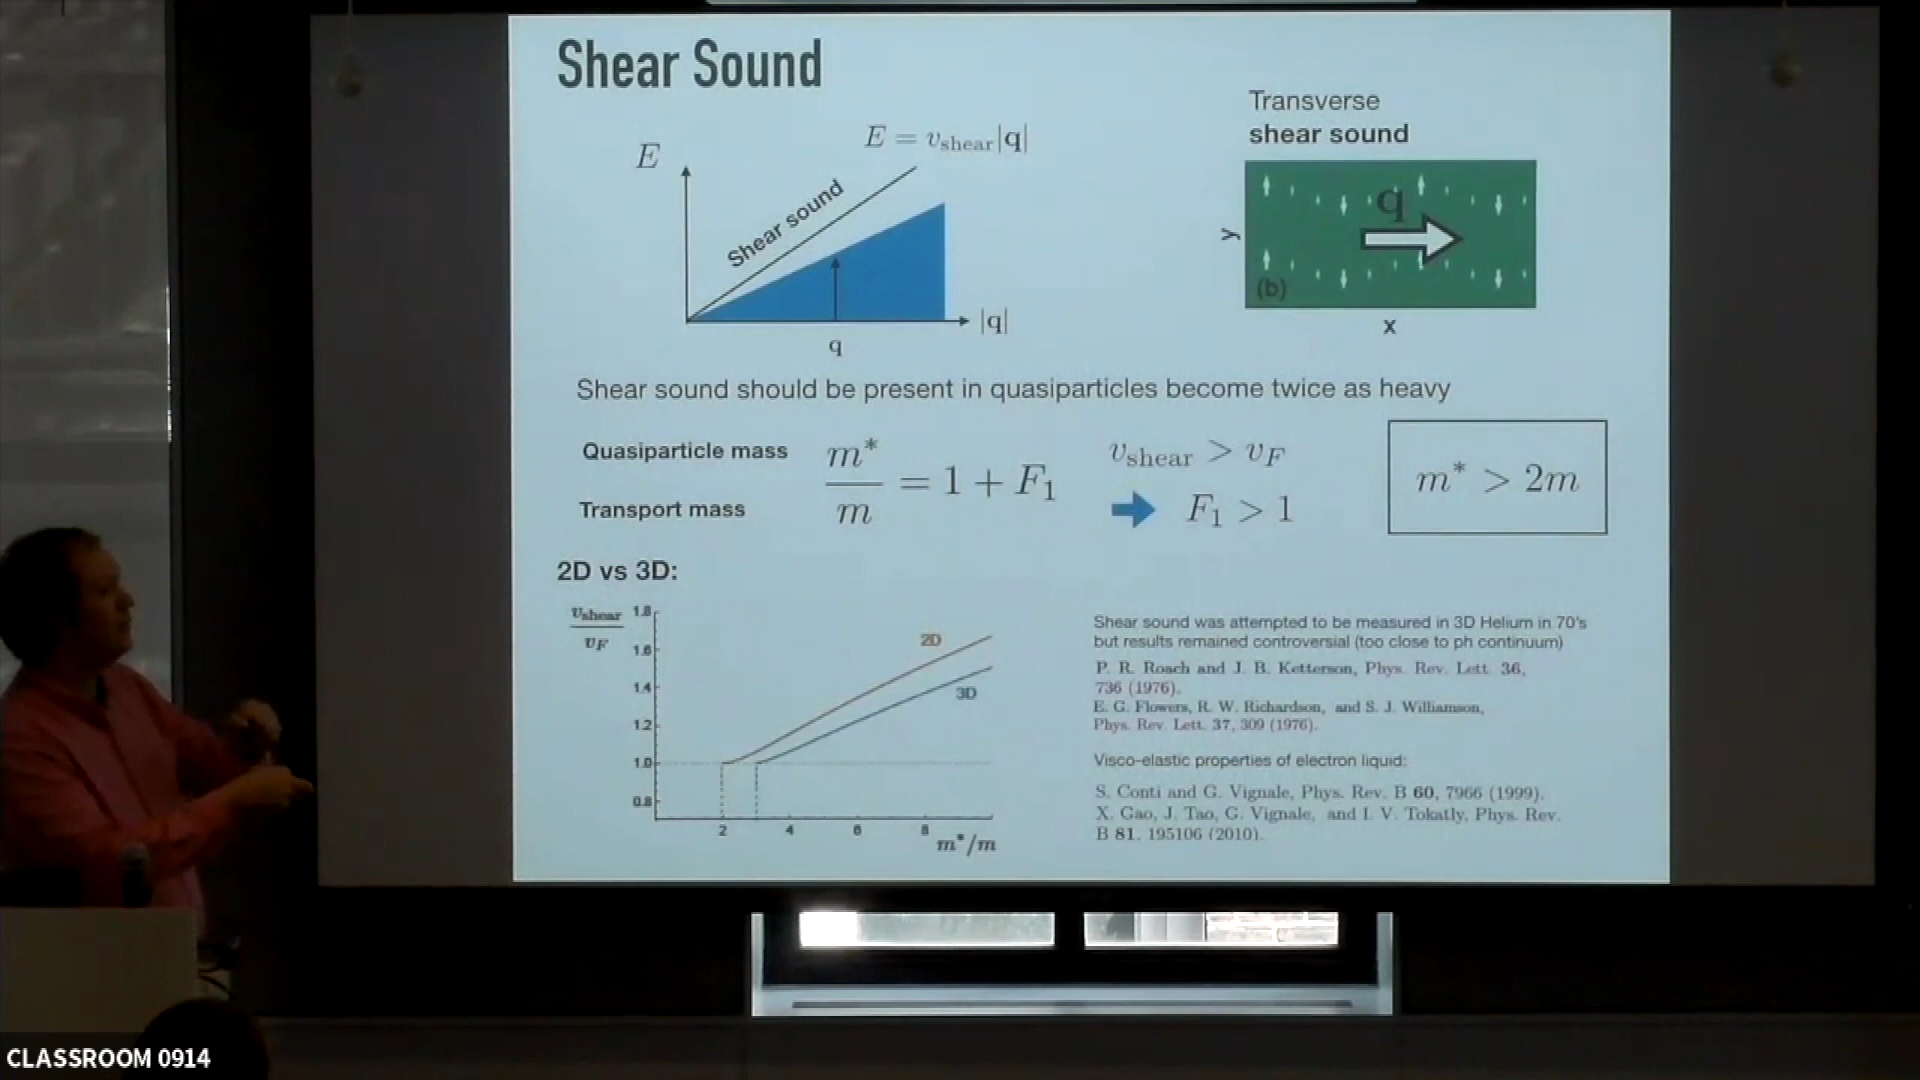 Shear Sound
E
E = v_shear|q|
Shear sound
|q|
q
Transverse
shear sound
q
y
(b)
x
Shear sound should be present in quasiparticles become twice as heavy
Quasiparticle mass
Transport mass
m*/m = 1 + F₁
v_shear > v_F
F₁ > 1
m* > 2m
2D vs 3D:
v_shear/v_F
1.8
1.6
1.4
1.2
1.0
0.8
2D
3D
2 4 6 8
m*/m
Shear sound was attempted to be measured in 3D Helium in 70's
but results remained controversial (too close to ph continuum)
P. R. Roach and J. B. Ketterson, Phys. Rev. Lett. 36,
736 (1976).
E. G. Flowers, R. W. Richardson, and S. J. Williamson,
Phys. Rev. Lett. 37, 309 (1976).
Visco-elastic properties of electron liquid:
S. Conti and G. Vignale, Phys. Rev. B 60, 7966 (1999).
X. Gao, J. Tao, G. Vignale, and I. V. Tokatly, Phys. Rev.
B 81, 195106 (2010).
CLASSROOM 0914